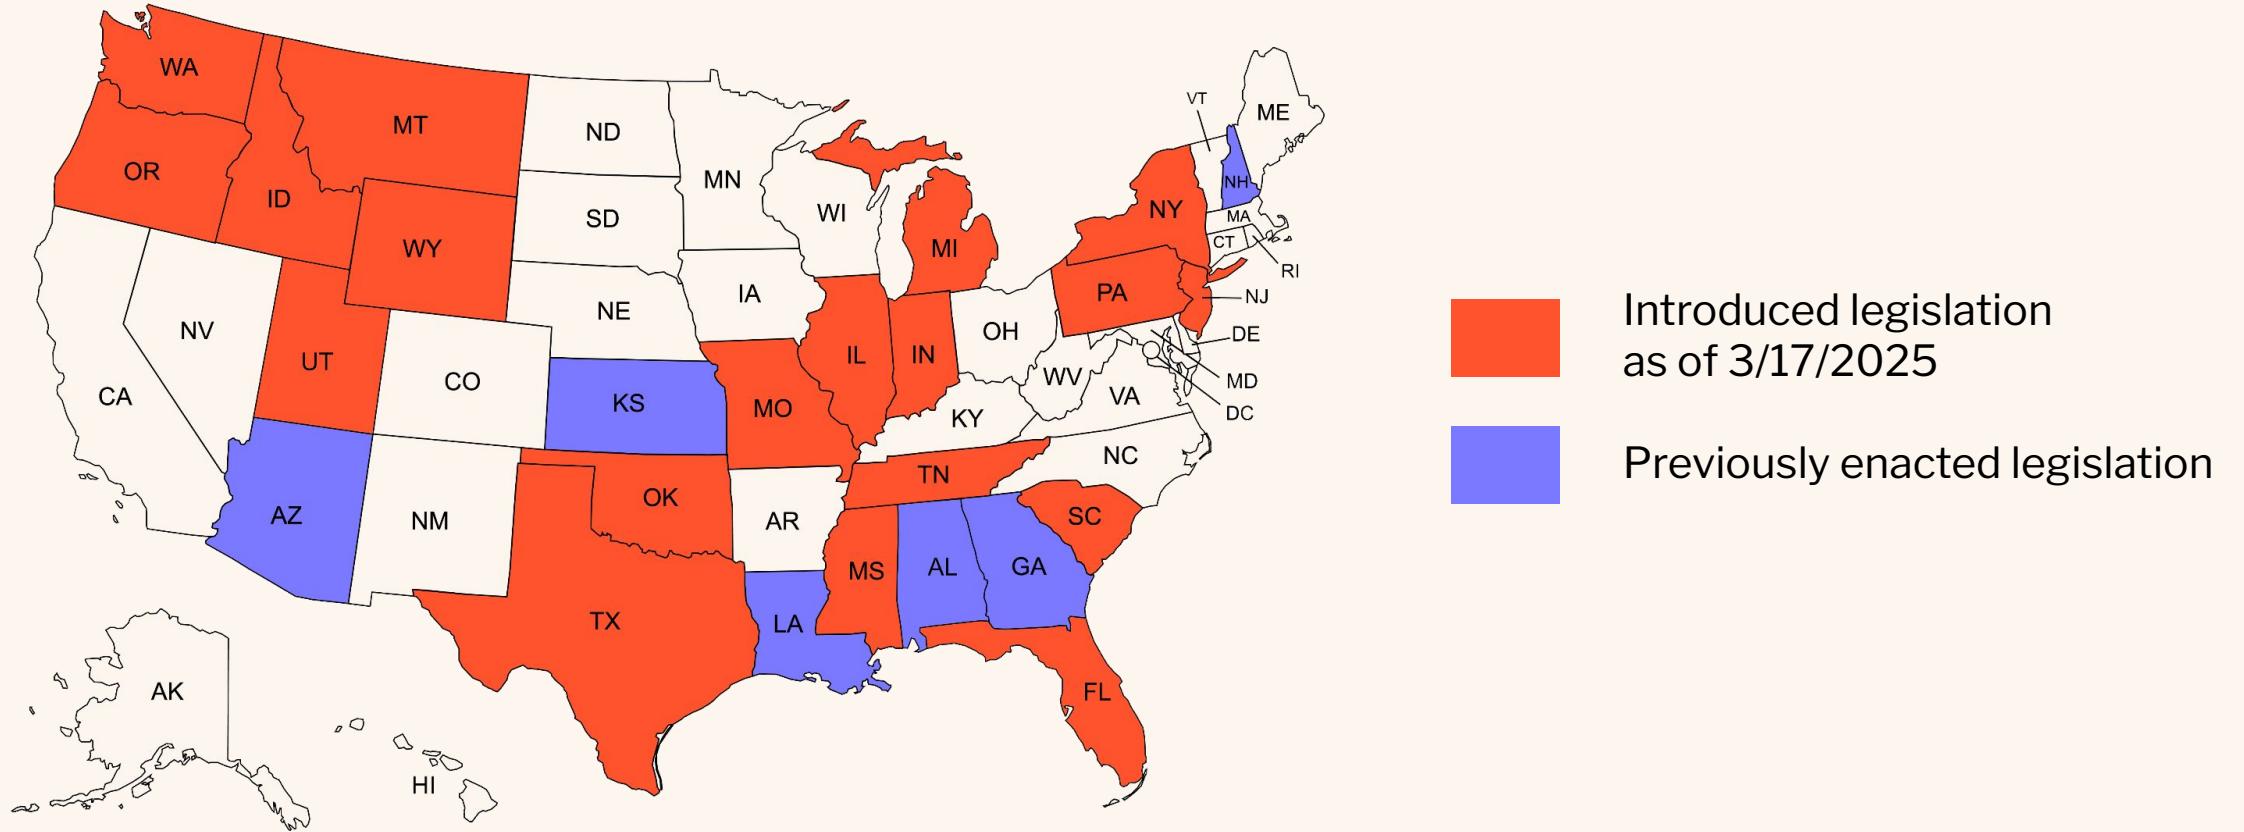 WA
MT
ND
OR
ID
WY
SD
MN
WI
MI
VT
ME
NH
NY
MA
CT
RI
NJ
PA
DE
MD
DC
NV
CA
UT
CO
NE
IA
IL
IN
OH
WV
VA
KY
KS
MO
NC
TN
AZ
NM
OK
AR
SC
MS
AL
GA
TX
LA
FL
AK
HI
Introduced legislation
as of 3/17/2025
Previously enacted legislation